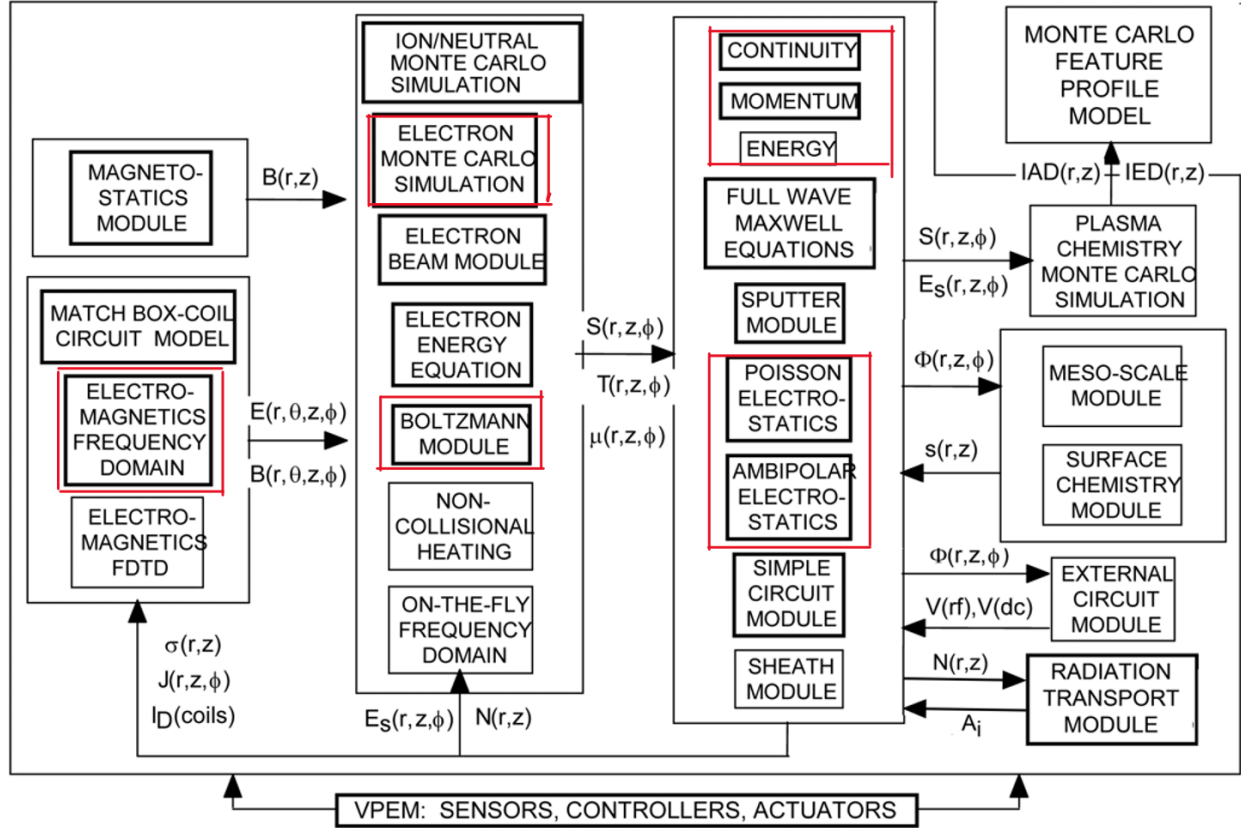 MAGNETO-
STATICS
MODULE
B(r,z)
MATCH BOX-COIL
CIRCUIT MODEL
ELECTRO-
MAGNETICS
FREQUENCY
DOMAIN
ELECTRO-
MAGNETICS
FDTD
E(r,θ,z,ϕ)
B(r,θ,z,ϕ)
σ(r,z)
J(r,z,ϕ)
I_D(coils)
ION/NEUTRAL
MONTE CARLO
SIMULATION
ELECTRON
MONTE CARLO
SIMULATION
ELECTRON
BEAM MODULE
ELECTRON
ENERGY
EQUATION
BOLTZMANN
MODULE
NON-
COLLISIONAL
HEATING
ON-THE-FLY
FREQUENCY
DOMAIN
E_S(r,z,ϕ) N(r,z)
S(r,z,ϕ)
T(r,z,ϕ)
μ(r,z,ϕ)
CONTINUITY
MOMENTUM
ENERGY
FULL WAVE
MAXWELL
EQUATIONS
SPUTTER
MODULE
POISSON
ELECTRO-
STATICS
AMBIPOLAR
ELECTRO-
STATICS
SIMPLE
CIRCUIT
MODULE
SHEATH
MODULE
MONTE CARLO
FEATURE
PROFILE
MODEL
IAD(r,z) IED(r,z)
S(r,z,ϕ)
E_S(r,z,ϕ)
PLASMA
CHEMISTRY
MONTE CARLO
SIMULATION
Φ(r,z,ϕ)
s(r,z)
MESO-SCALE
MODULE
SURFACE
CHEMISTRY
MODULE
Φ(r,z,ϕ)
V(rf),V(dc)
EXTERNAL
CIRCUIT
MODULE
N(r,z)
A_i
RADIATION
TRANSPORT
MODULE
VPEM: SENSORS, CONTROLLERS, ACTUATORS